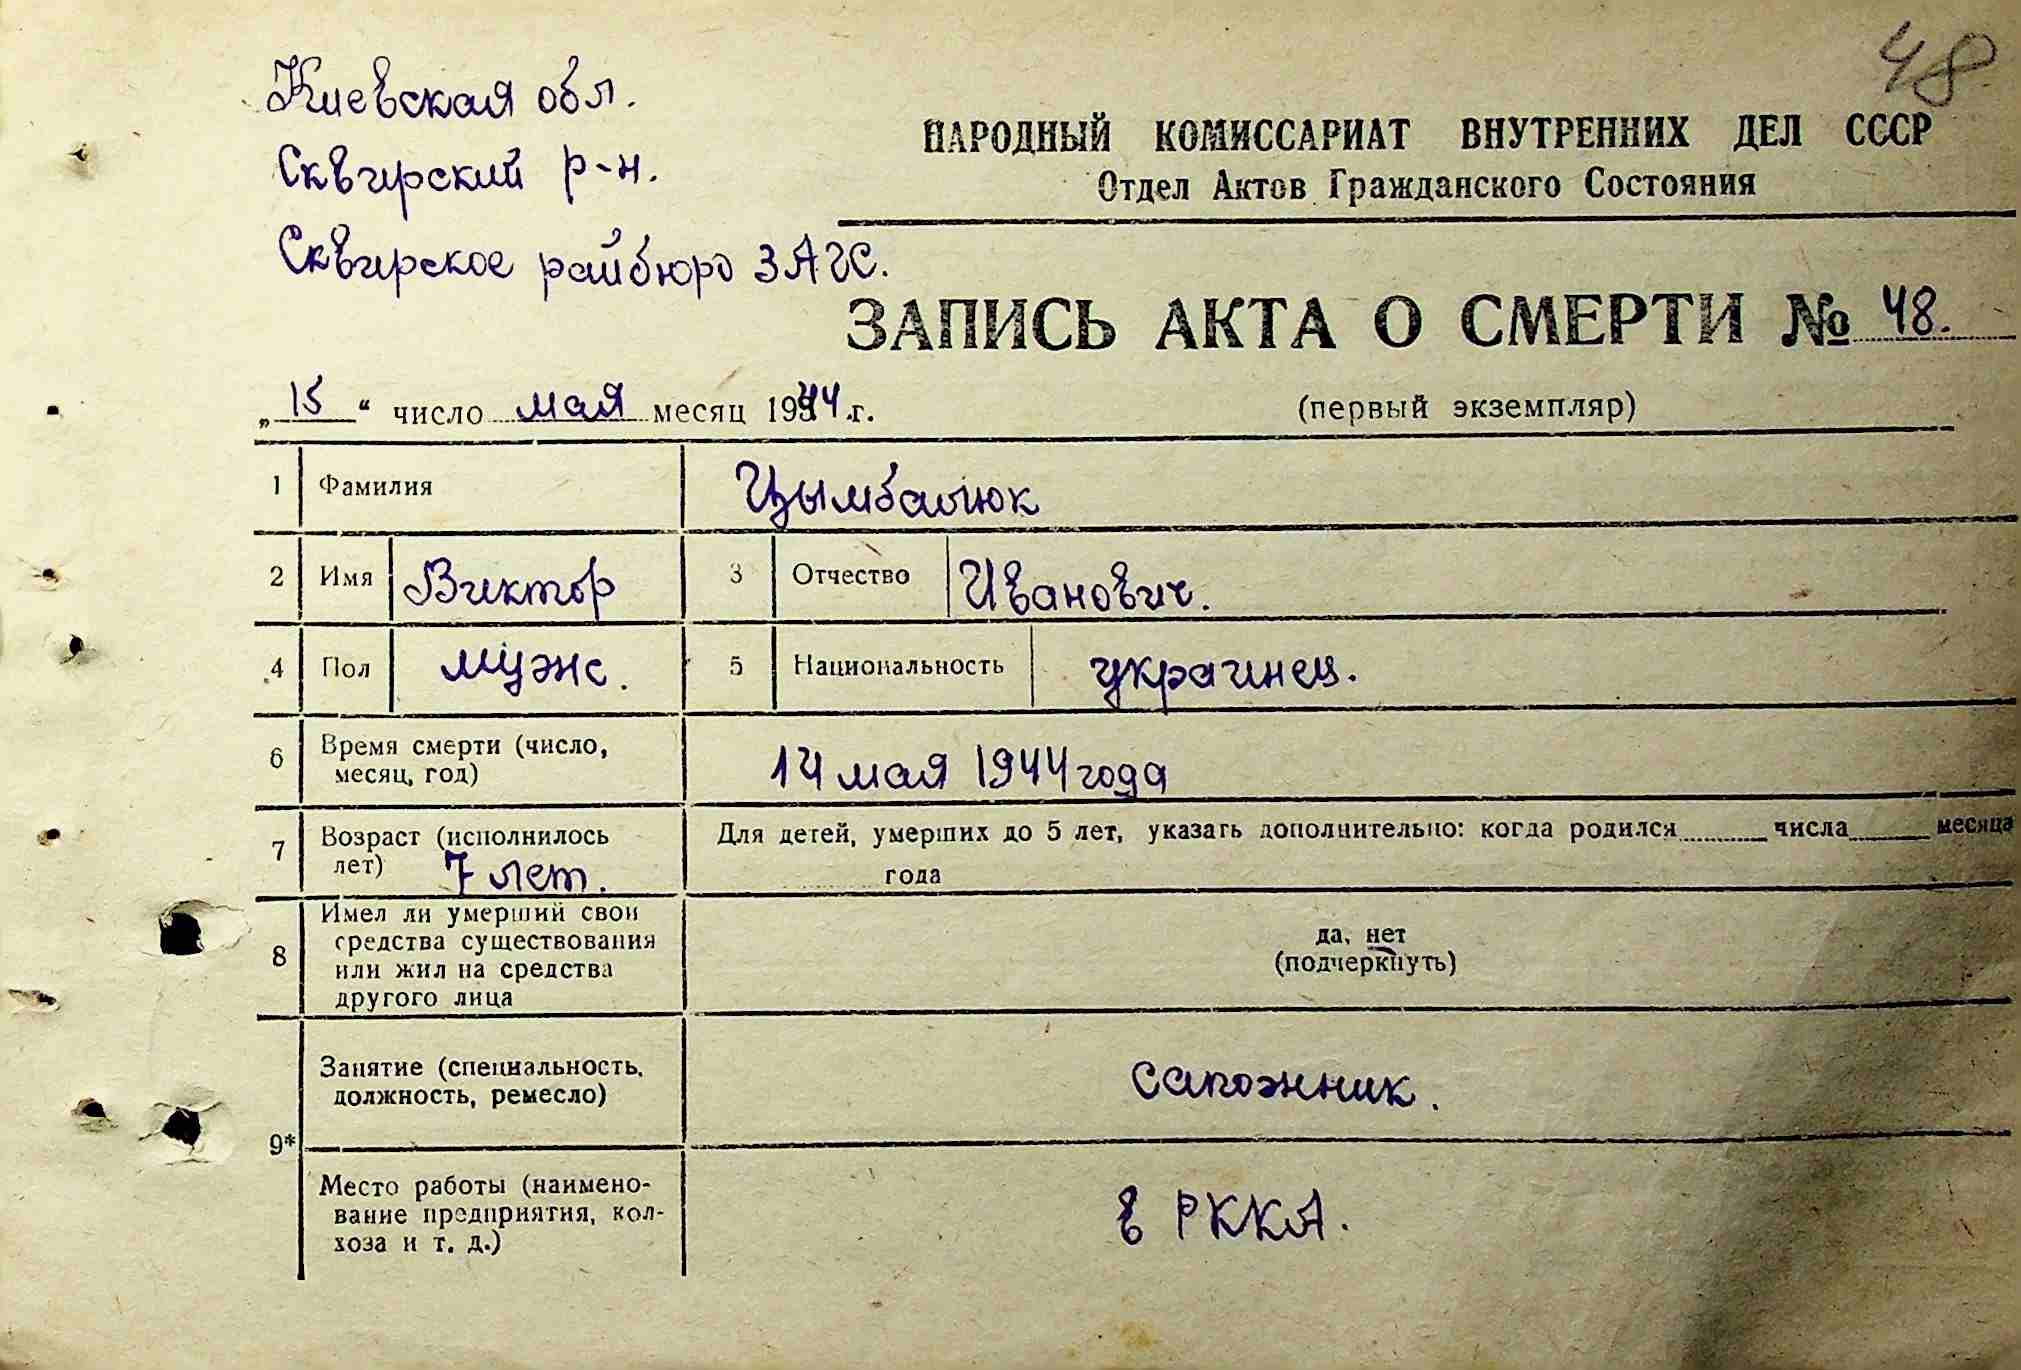 48
Киевская обл.
Сквирский р-н.
Сквирское райбюро ЗАГС.
НАРОДНЫЙ КОМИССАРИАТ ВНУТРЕННИХ ДЕЛ СССР
Отдел Актов Гражданского Состояния
ЗАПИСЬ АКТА О СМЕРТИ № 48.
„15“ число мая месяц 1944 г.
(первый экземпляр)
1 Фамилия Цымбалюк
2 Имя Виктор 3 Отчество Иванович.
4 Пол муж. 5 Национальность украинец.
6 Время смерти (число,
месяц, год) 14 мая 1944 года
7 Возраст (исполнилось
лет) 7 лет.
Для детей, умерших до 5 лет, указать дополнительно: когда родился числа месяца
года
8 Имел ли умерший свои
средства существования
или жил на средства
другого лица
да, нет
(подчеркнуть)
9*
Занятие (специальность,
должность, ремесло) сапожник.
Место работы (наимено-
вание предприятия, кол-
хоза и т. д.) в РККА.